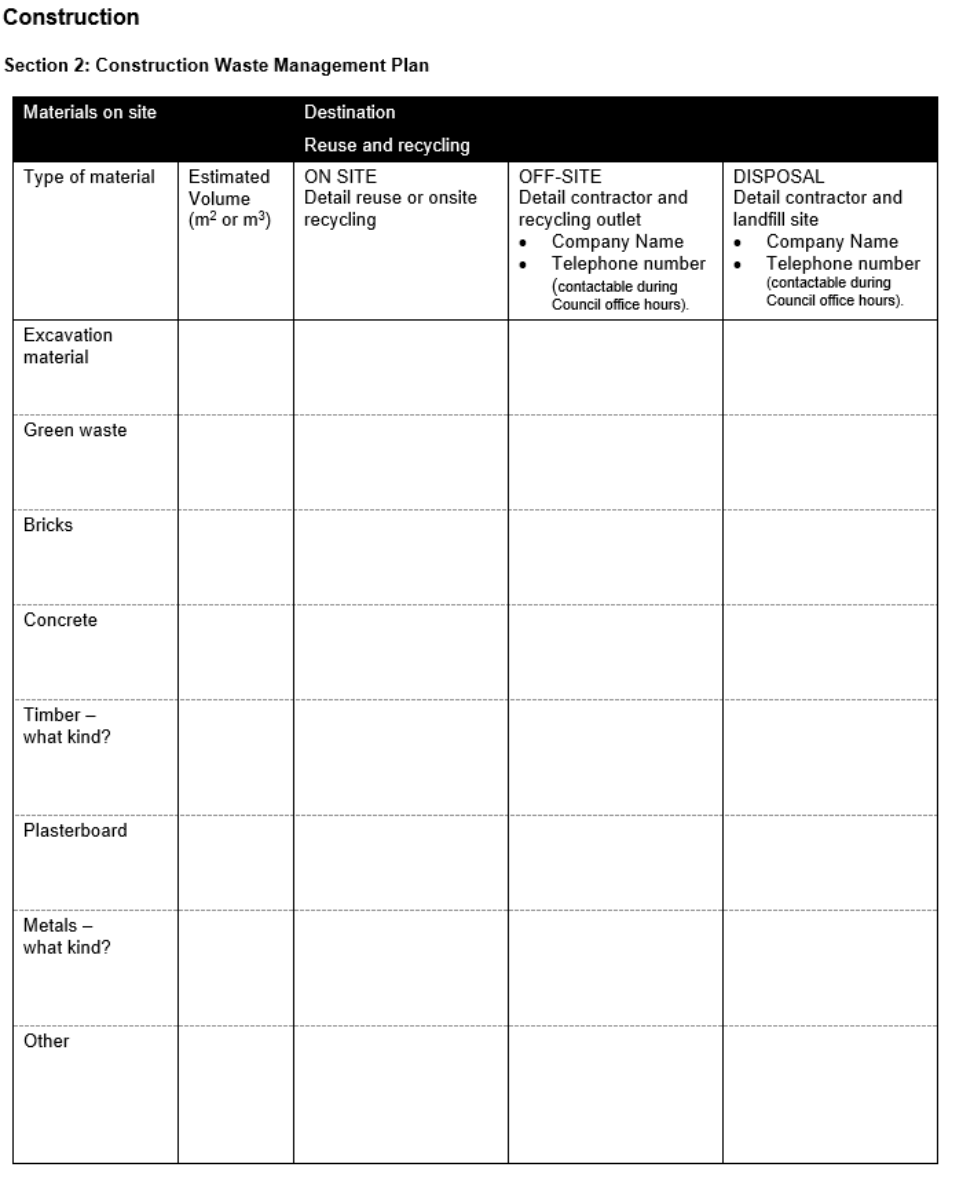 Construction
Section 2: Construction Waste Management Plan
Materials on site
Destination
Reuse and recycling
Type of material
Estimated
Volume
(m² or m³)
ON SITE
Detail reuse or onsite
recycling
OFF-SITE
Detail contractor and
recycling outlet
• Company Name
• Telephone number
(contactable during
Council office hours).
DISPOSAL
Detail contractor and
landfill site
• Company Name
• Telephone number
(contactable during
Council office hours).
Excavation
material
Green waste
Bricks
Concrete
Timber –
what kind?
Plasterboard
Metals –
what kind?
Other